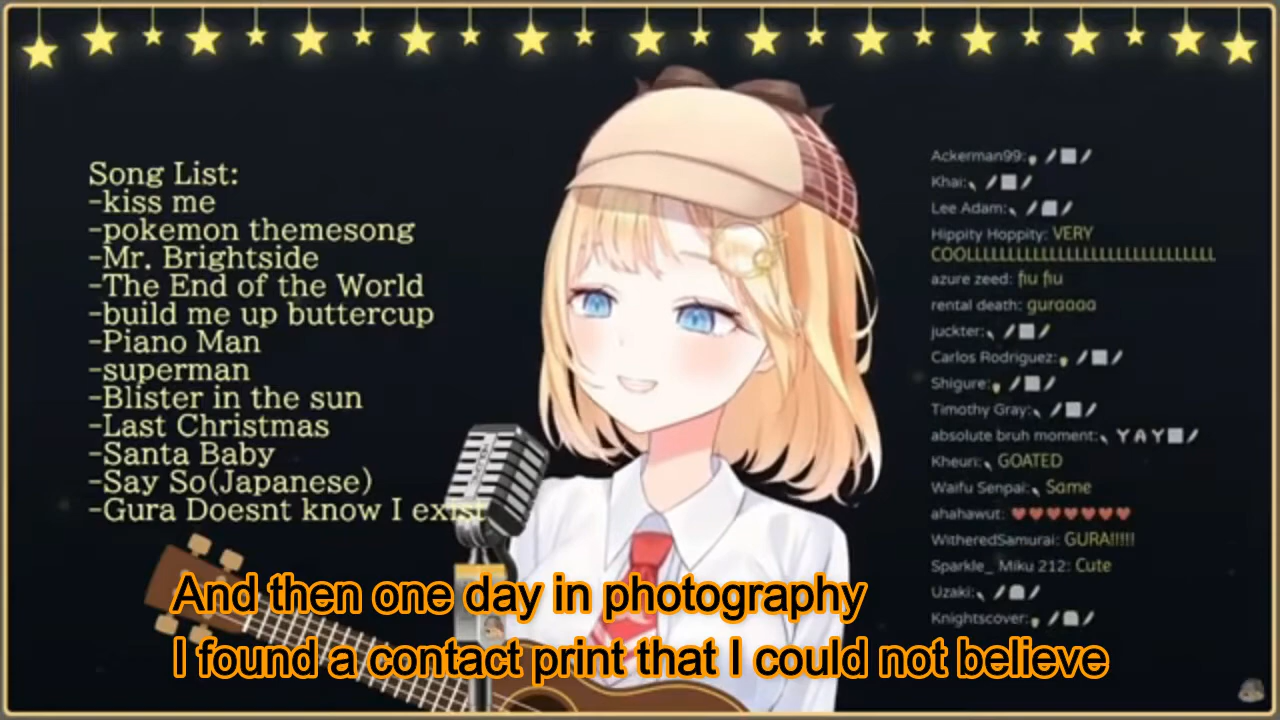 Song List:
-kiss me
-pokemon themesong
-Mr. Brightside
-The End of the World
-build me up buttercup
-Piano Man
-superman
-Blister in the sun
-Last Christmas
-Santa Baby
-Say So(Japanese)
-Gura Doesnt know I exist
Ackerman99:
Khai:
Lee Adam:
Hippity Hoppity: VERY
COOLLLLLLLLLLLLLLLLLLLLLLLLLLLLLL
azure zeed: fiu fiu
rental death: guraaaa
juckter:
Carlos Rodriguez:
Shigure:
Timothy Gray:
absolute bruh moment: YAY
Kheuri: GOATED
Waifu Senpai: Same
ahahawut: ♥♥♥♥♥♥♥
WitheredSamurai: GURA!!!!!
Sparkle_ Miku 212: Cute
Uzaki:
Knightscover:
And then one day in photography
I found a contact print that I could not believe